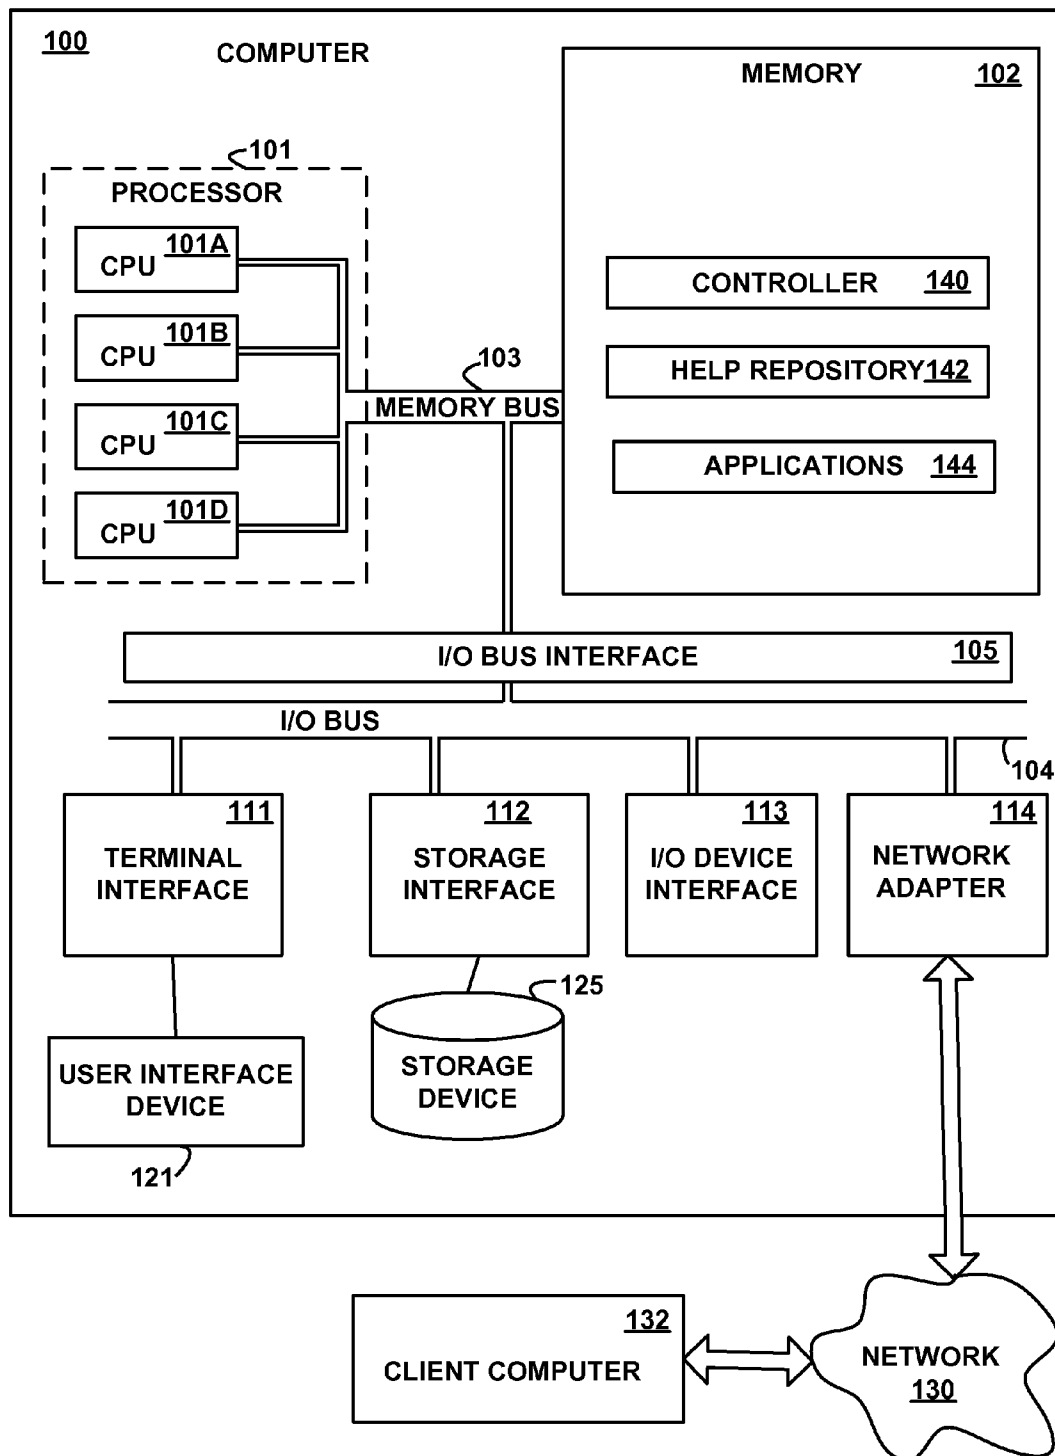 100
COMPUTER
MEMORY 102
101
PROCESSOR
CPU 101A
CPU 101B
CPU 101C
CPU 101D
103
MEMORY BUS
CONTROLLER 140
HELP REPOSITORY 142
APPLICATIONS 144
I/O BUS INTERFACE 105
I/O BUS
104
111
TERMINAL
INTERFACE
112
STORAGE
INTERFACE
113
I/O DEVICE
INTERFACE
114
NETWORK
ADAPTER
125
USER INTERFACE
DEVICE
121
STORAGE
DEVICE
132
CLIENT COMPUTER
NETWORK
130